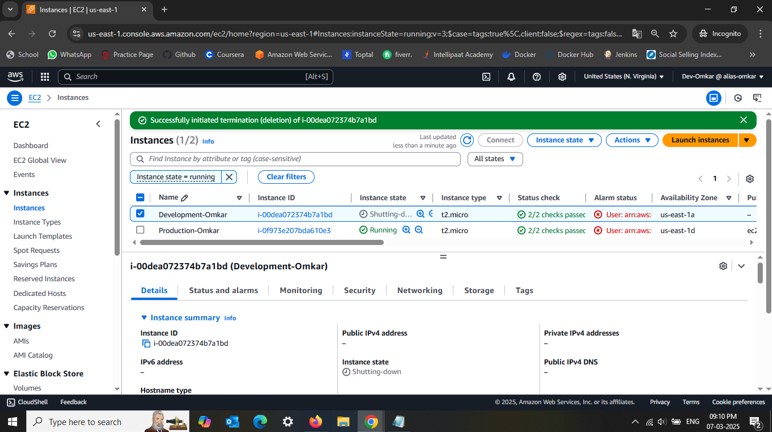 Instances | EC2 | us-east-1
us-east-1.console.aws.amazon.com/ec2/home?region=us-east-1#Instances:instanceState=running;v=3;$case=tags:true%5C,client:false;$regex=tags:fals...
Incognito
School
WhatsApp
Practice Page
Github
Coursera
Amazon Web Servic...
Toptal
fiverr.
Intellipaat Academy
Docker
Docker Hub
Jenkins
Social Selling Index...
aws
Search
[Alt+S]
United States (N. Virginia)
Dev-Omkar @ alias-omkar
EC2 > Instances
EC2
Dashboard
EC2 Global View
Events
Instances
Instances
Instance Types
Launch Templates
Spot Requests
Savings Plans
Reserved Instances
Dedicated Hosts
Capacity Reservations
Images
AMIs
AMI Catalog
Elastic Block Store
Volumes
Successfully initiated termination (deletion) of i-00dea072374b7a1bd
Instances (1/2) Info
Last updated
less than a minute ago
Connect
Instance state
Actions
Launch instances
Find Instance by attribute or tag (case-sensitive)
All states
Instance state = running
Clear filters
1
Name Instance ID Instance state Instance type Status check Alarm status Availability Zone Pu
Development-Omkar i-00dea072374b7a1bd Shutting-d... t2.micro 2/2 checks passec User: arn:aws: us-east-1a –
Production-Omkar i-0f973e207bda610e3 Running t2.micro 2/2 checks passec User: arn:aws: us-east-1d ec2
i-00dea072374b7a1bd (Development-Omkar)
Details Status and alarms Monitoring Security Networking Storage Tags
Instance summary Info
Instance ID
i-00dea072374b7a1bd
Public IPv4 address
–
Private IPv4 addresses
–
IPv6 address
–
Instance state
Shutting-down
Public IPv4 DNS
–
Hostname type
CloudShell
Feedback
© 2025, Amazon Web Services, Inc. or its affiliates.
Privacy
Terms
Cookie preferences
Type here to search
ENG
09:10 PM
07-03-2025
2